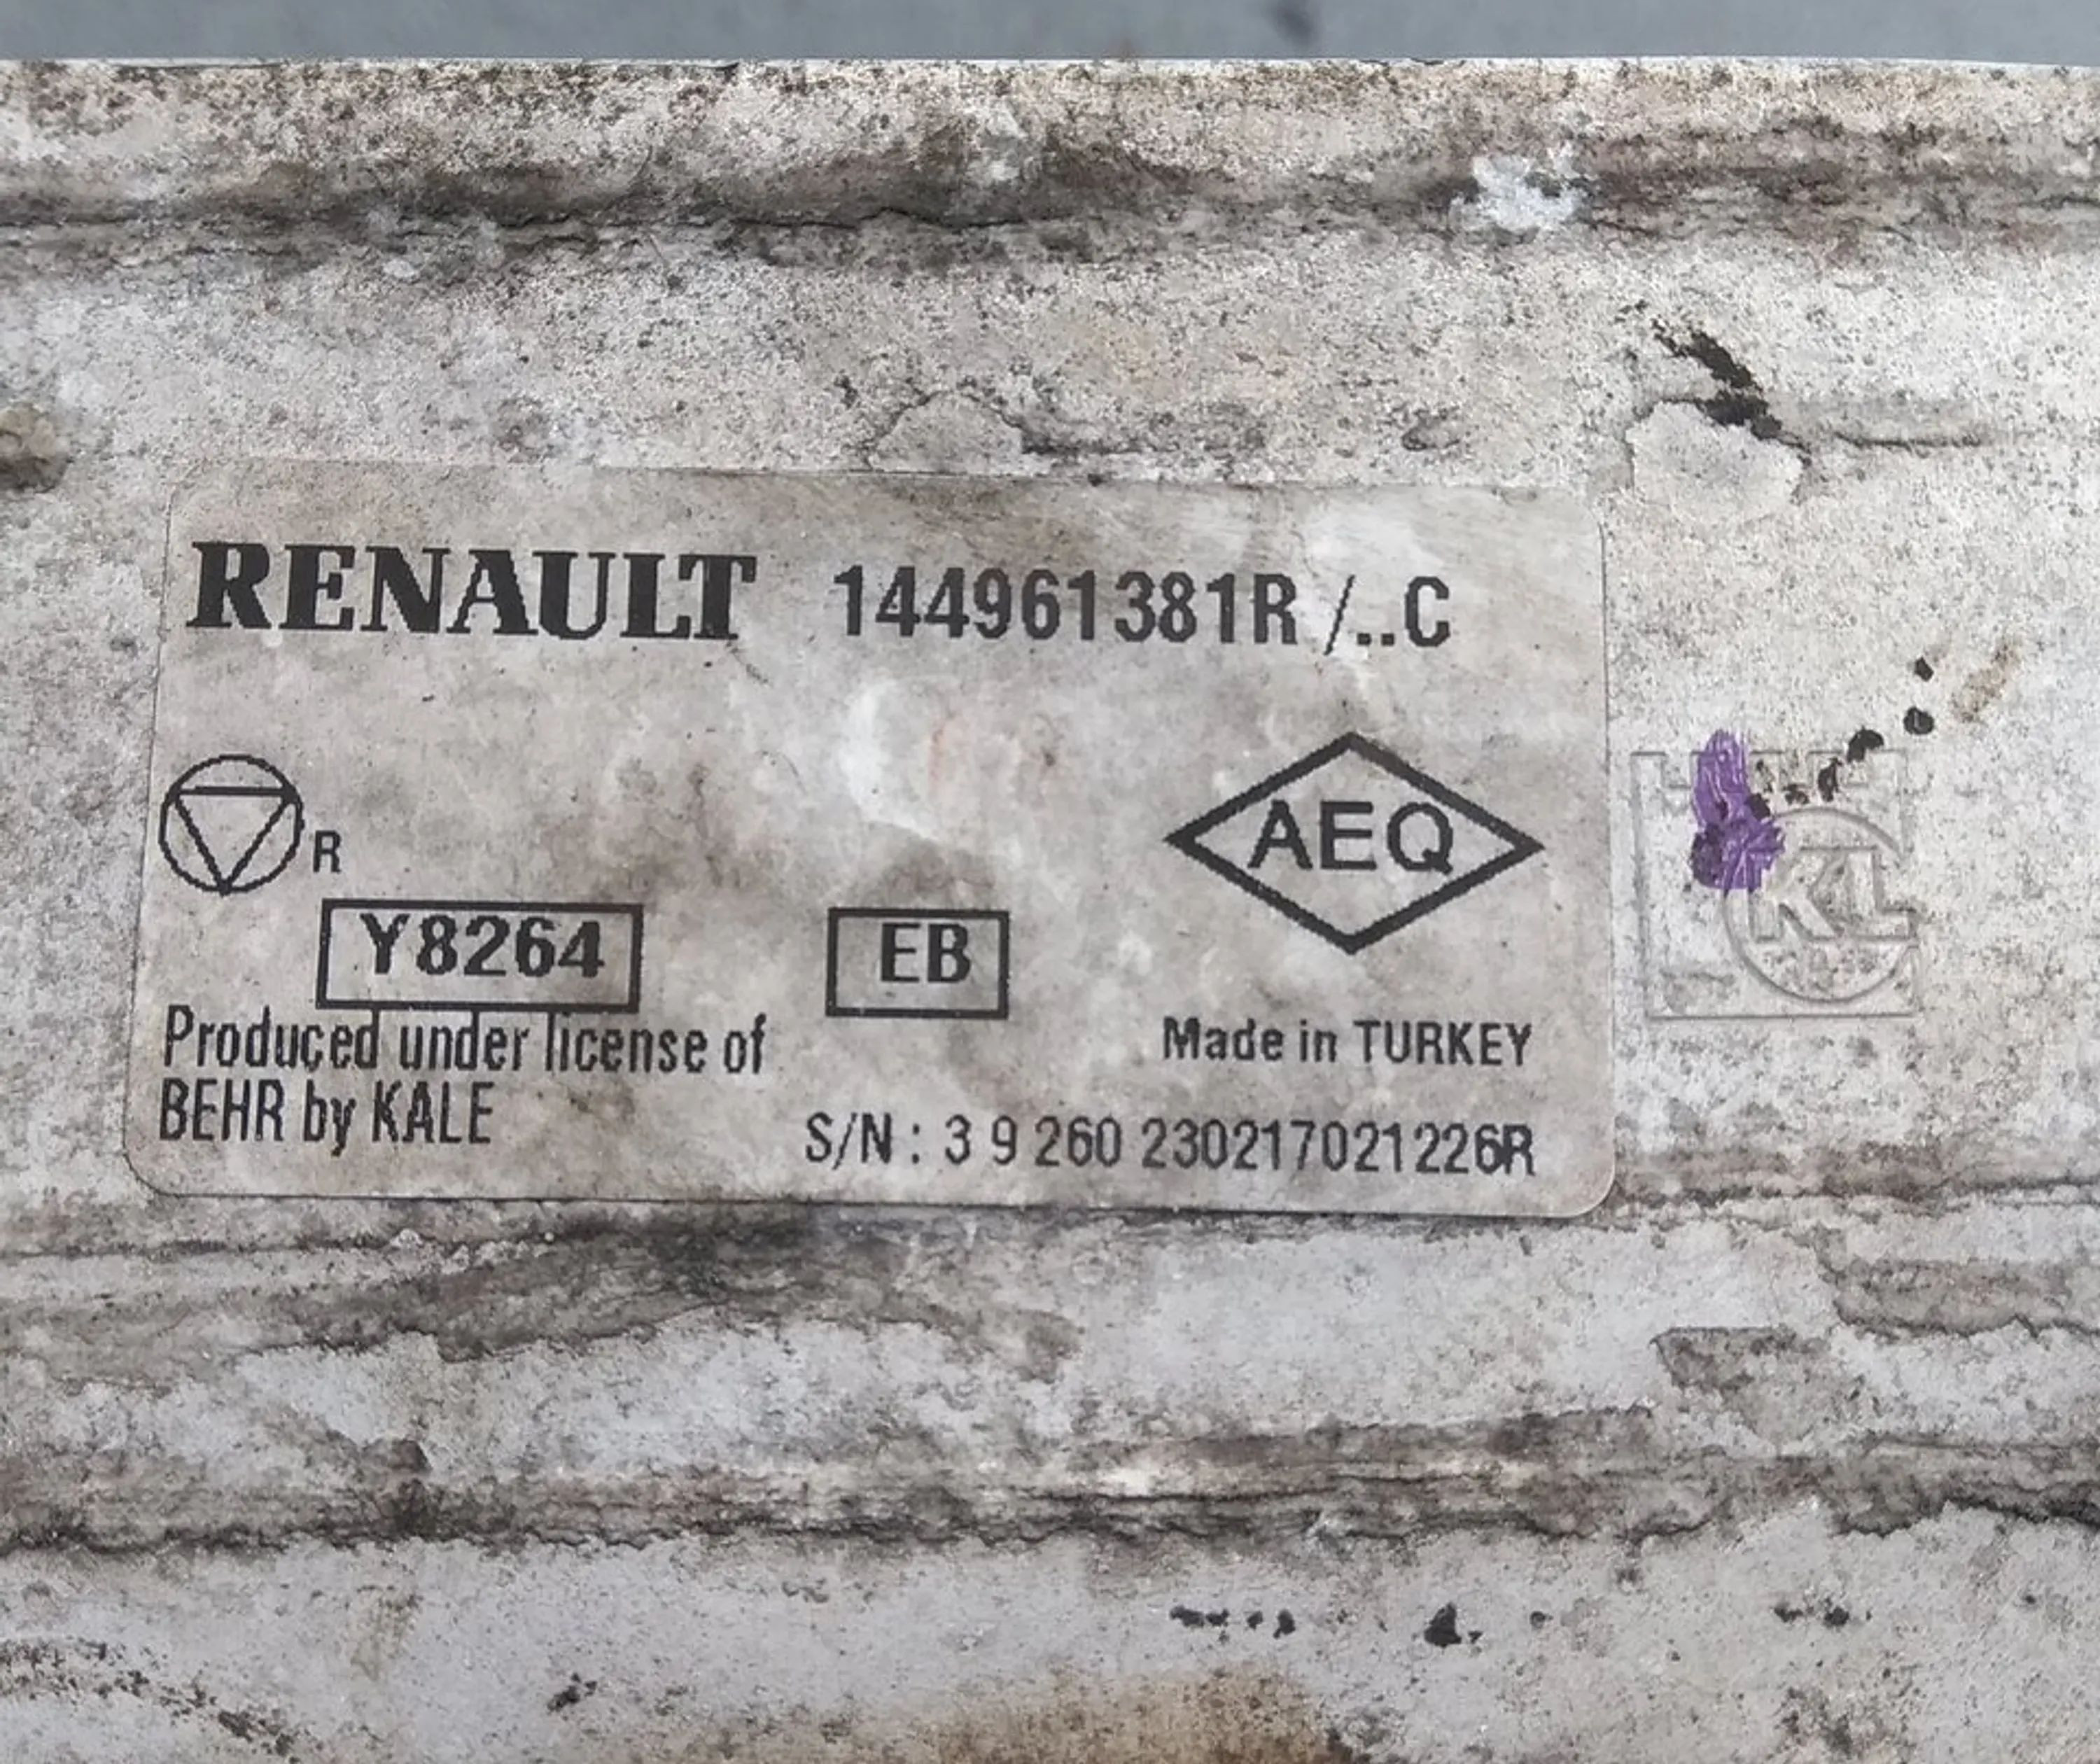 RENAULT 144961381R /..C
R
AEQ
Y8264 EB
Produced under license of
BEHR by KALE
Made in TURKEY
S/N : 3 9 260 230217021226R
KL